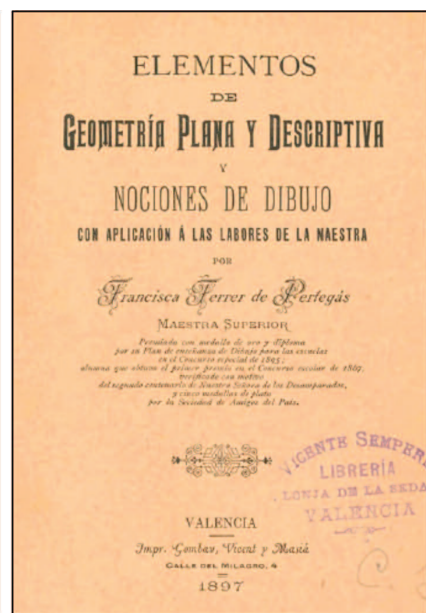 ELEMENTOS
DE
GEOMETRÍA PLANA Y DESCRIPTIVA
Y
NOCIONES DE DIBUJO
CON APLICACIÓN Á LAS LABORES DE LA MAESTRA
POR
Francisca Ferrer de Pertegás
MAESTRA SUPERIOR
Premiada con medalla de oro y diploma
por su Plan de enseñanza de Dibujo para las escuelas
en el Concurso especial de 1895;
alumna que obtuvo el primer premio en el Concurso escolar de 1867,
verificado con motivo
del segundo centenario de Nuestra Señora de los Desamparados,
y cinco medallas de plata
por la Sociedad de Amigos del País.
VICENTE SEMPERE
LIBRERÍA
LONJA DE LA SEDA
VALENCIA
VALENCIA
Impr. Gombau, Vicent y Masiá
CALLE DEL MILAGRO, 4
1897